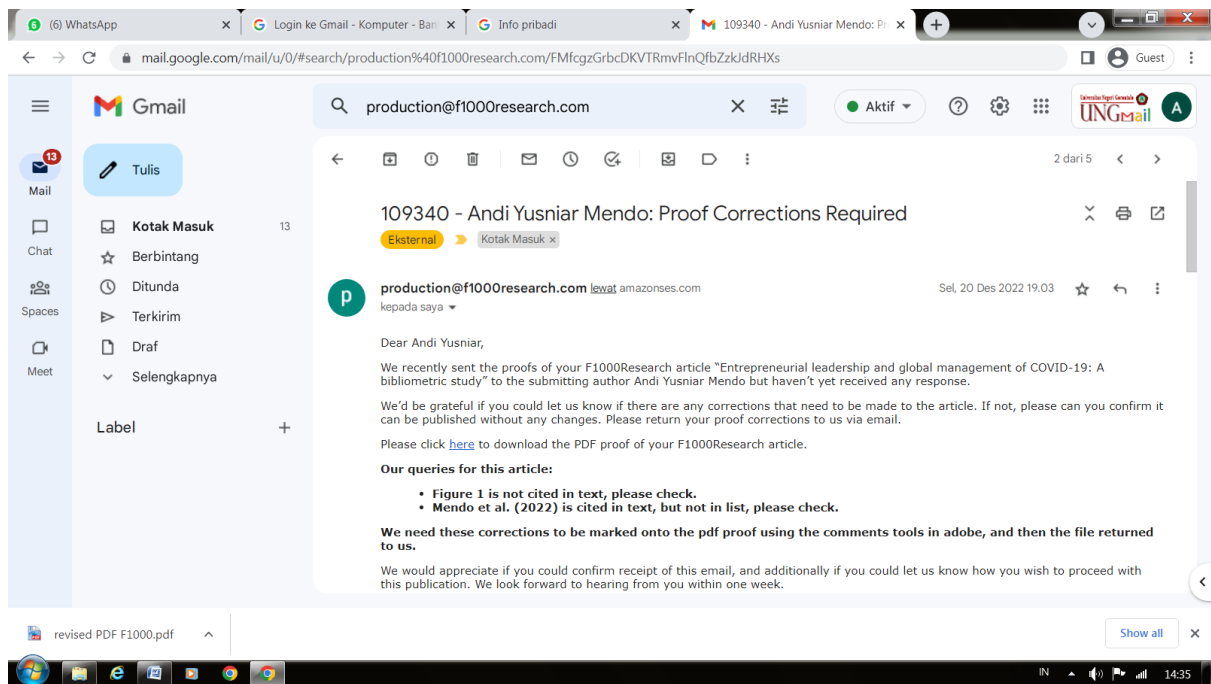 (6) WhatsApp
Login ke Gmail - Komputer - Ban
Info pribadi
109340 - Andi Yusniar Mendo: Pr
mail.google.com/mail/u/0/#search/production%40f1000research.com/FMfcgzGrbcDKVTRmvFlnQfbZzkJdRHXs
Guest
Gmail
production@f1000research.com
Aktif
Universitas Negeri Gorontalo
UNGmail
A
13
Mail
Chat
Spaces
Meet
Tulis
Kotak Masuk 13
Berbintang
Ditunda
Terkirim
Draf
Selengkapnya
Label
2 dari 5
109340 - Andi Yusniar Mendo: Proof Corrections Required
Eksternal
Kotak Masuk ×
p
production@f1000research.com lewat amazonses.com
Sel, 20 Des 2022 19.03
kepada saya
Dear Andi Yusniar,
We recently sent the proofs of your F1000Research article “Entrepreneurial leadership and global management of COVID-19: A
bibliometric study” to the submitting author Andi Yusniar Mendo but haven’t yet received any response.
We’d be grateful if you could let us know if there are any corrections that need to be made to the article. If not, please can you confirm it
can be published without any changes. Please return your proof corrections to us via email.
Please click here to download the PDF proof of your F1000Research article.
Our queries for this article:
• Figure 1 is not cited in text, please check.
• Mendo et al. (2022) is cited in text, but not in list, please check.
We need these corrections to be marked onto the pdf proof using the comments tools in adobe, and then the file returned
to us.
We would appreciate if you could confirm receipt of this email, and additionally if you could let us know how you wish to proceed with
this publication. We look forward to hearing from you within one week.
revised PDF F1000.pdf
Show all
IN
14:35